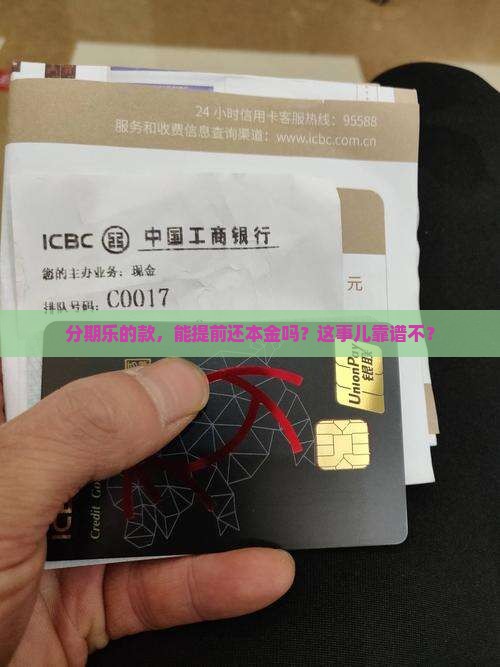 24 小时信用卡客服热线：95588
服务和收费信息查询渠道：www.icbc.com.cn
ICBC 中国工商银行
您的主办业务：现金
排队号码：C0017
元
分期乐的款，能提前还本金吗？这事儿靠谱不？
UnionPay
银联
Credit